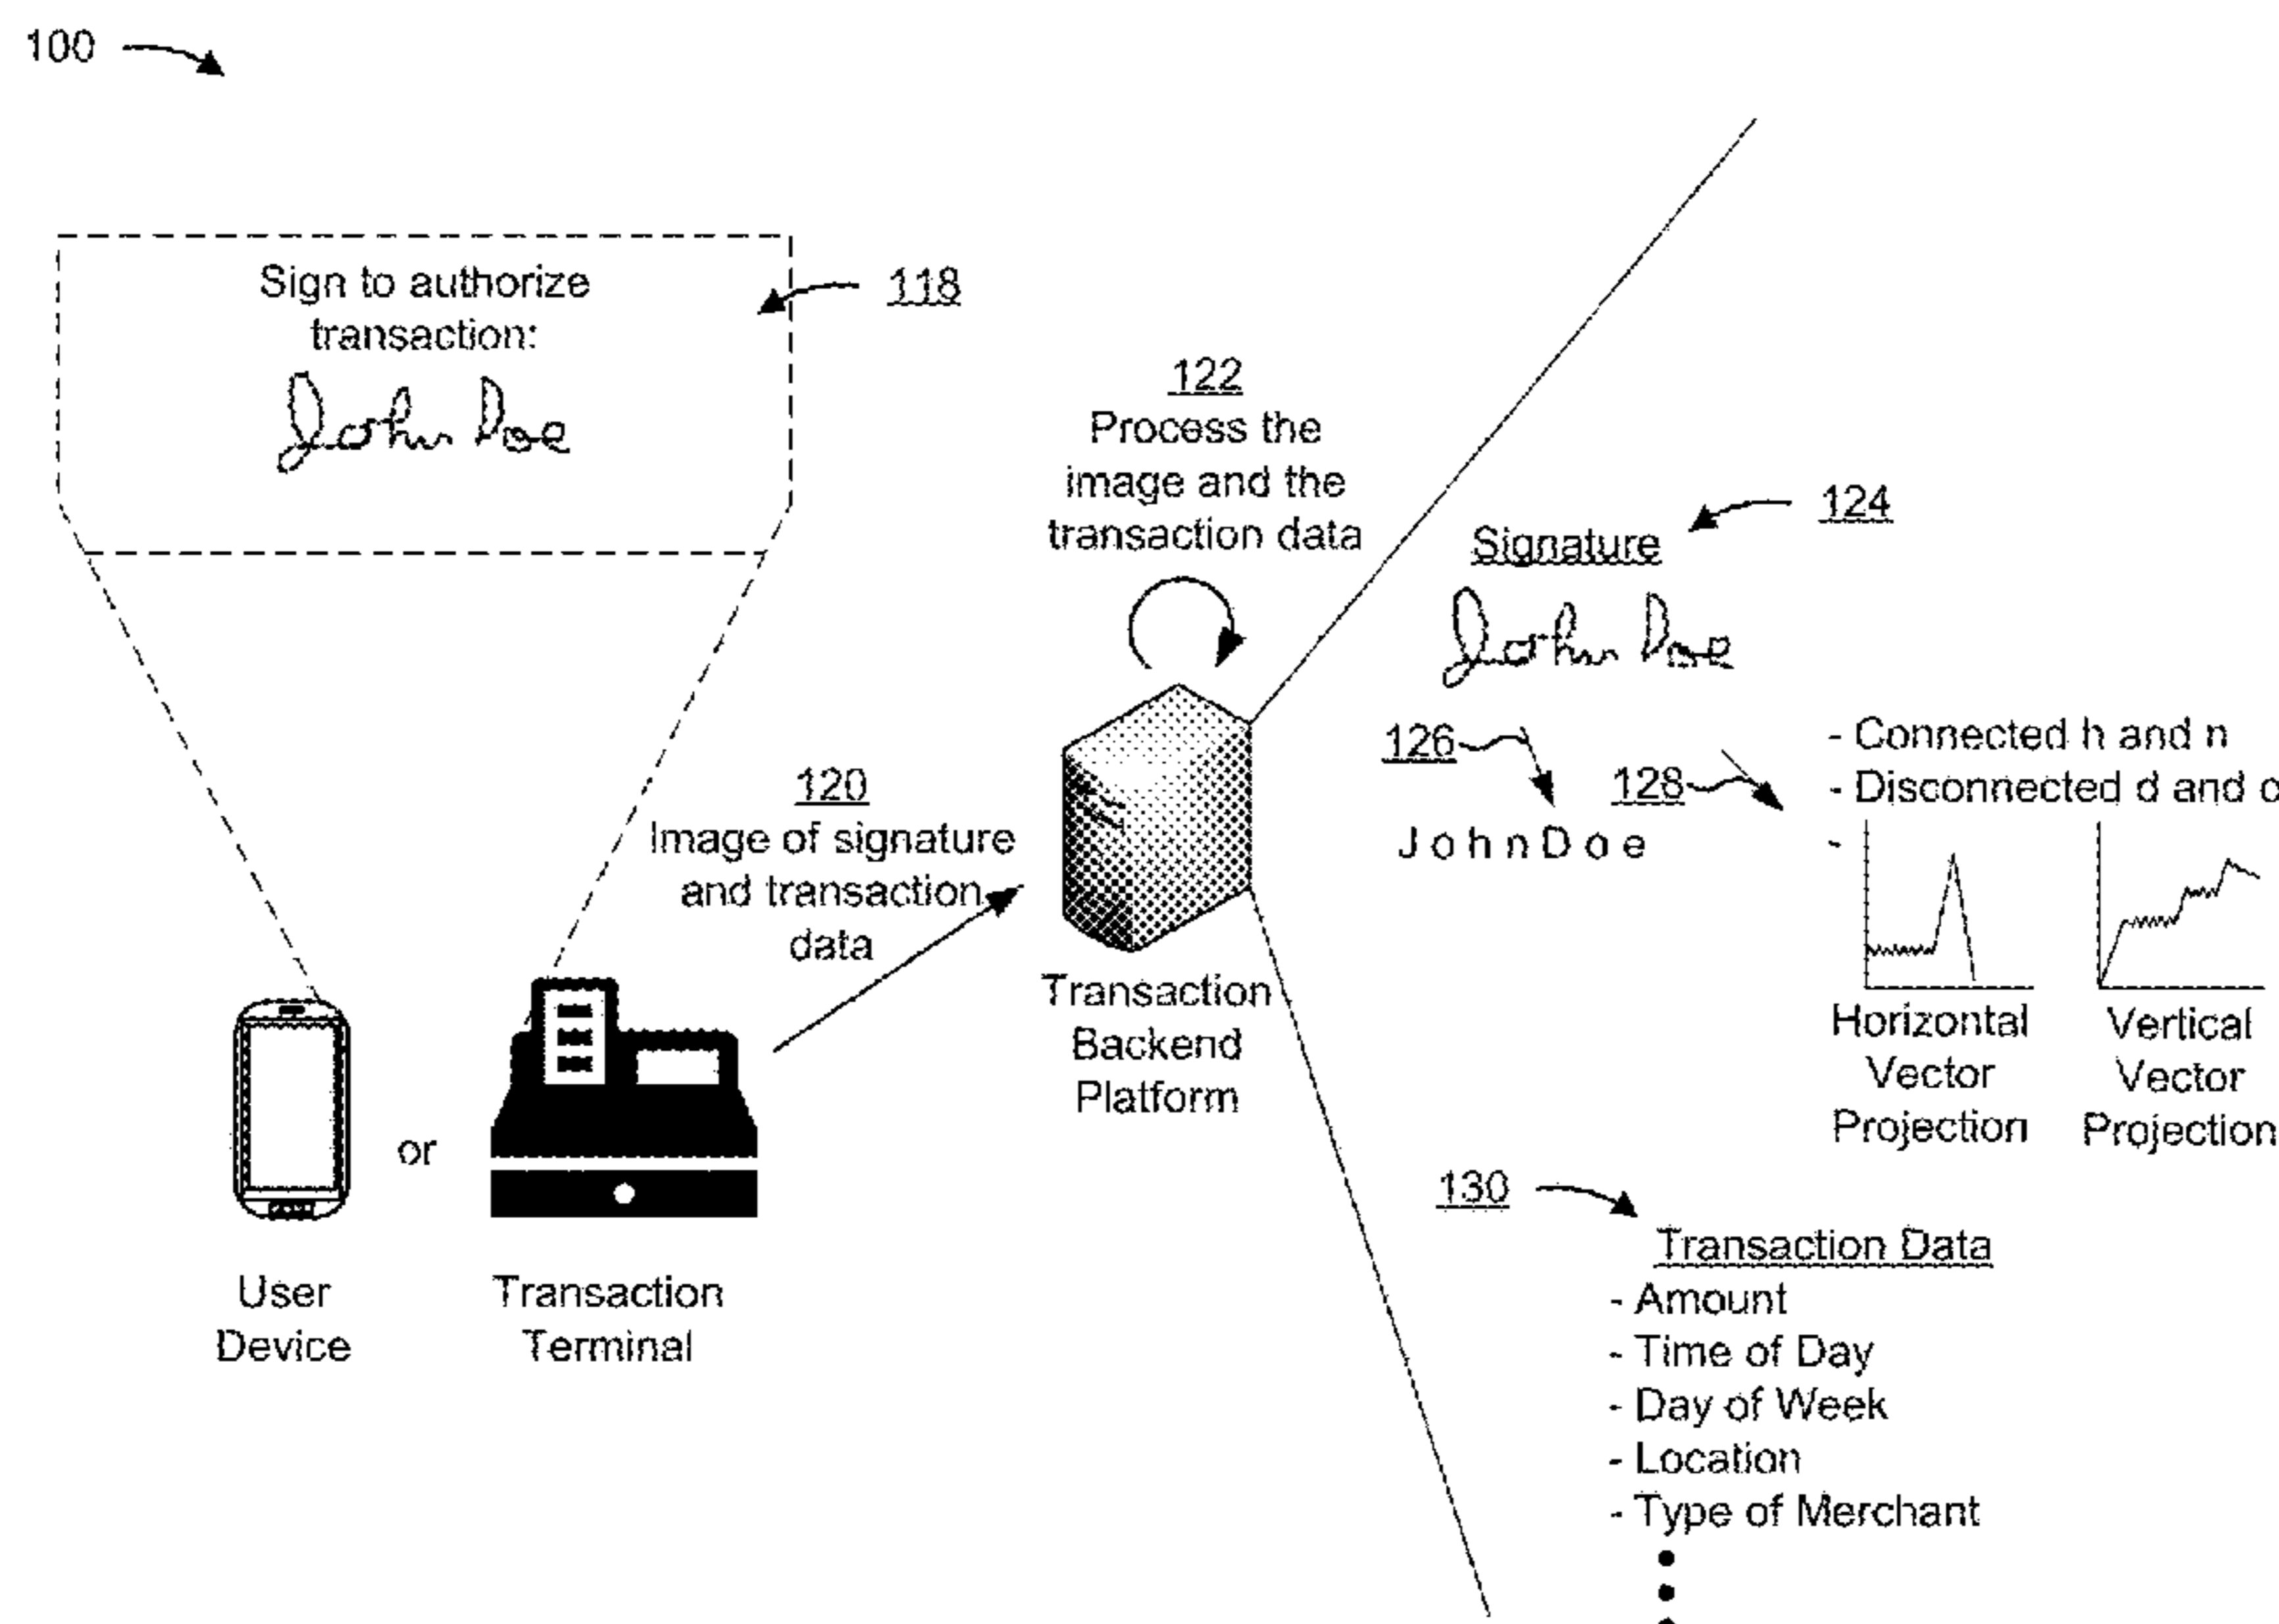 100
Sign to authorize
transaction:
John Doe
118
122
Process the
image and the
transaction data
124
Signature
John Doe
126
JohnDoe
128
- Connected h and n
- Disconnected d and o
-
Horizontal
Vector
Projection
Vertical
Vector
Projection
120
Image of signature
and transaction
data
Transaction
Backend
Platform
or
User
Device
Transaction
Terminal
130
Transaction Data
- Amount
- Time of Day
- Day of Week
- Location
- Type of Merchant